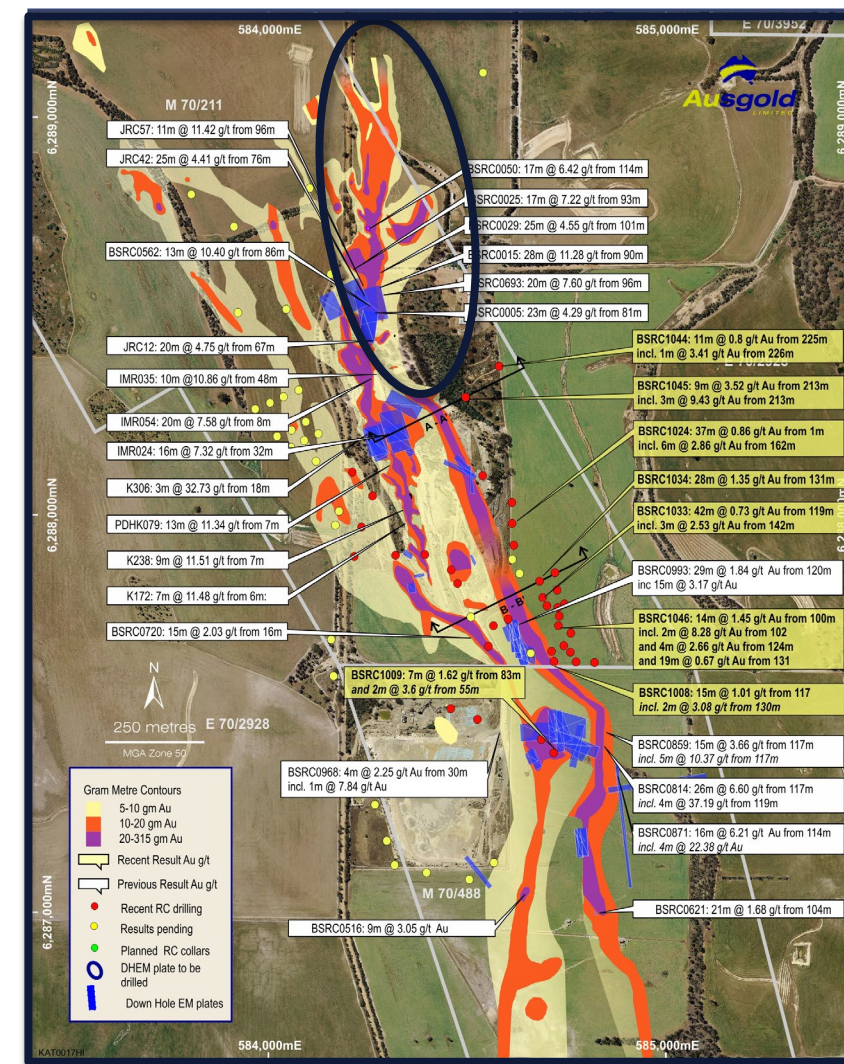 584,000mE
585,000mE
E 70/3952
Ausgold
LIMITED
M 70/211
6,289,000mN
JRC57: 11m @ 11.42 g/t from 96m
JRC42: 25m @ 4.41 g/t from 76m
BSRC0562: 13m @ 10.40 g/t from 86m
JRC12: 20m @ 4.75 g/t from 67m
IMR035: 10m @10.86 g/t from 48m
IMR054: 20m @ 7.58 g/t from 8m
IMR024: 16m @ 7.32 g/t from 32m
K306: 3m @ 32.73 g/t from 18m
PDHK079: 13m @ 11.34 g/t from 7m
K238: 9m @ 11.51 g/t from 7m
K172: 7m @ 11.48 g/t from 6m:
BSRC0720: 15m @ 2.03 g/t from 16m
BSRC0050: 17m @ 6.42 g/t from 114m
BSRC0025: 17m @ 7.22 g/t from 93m
BSRC0029: 25m @ 4.55 g/t from 101m
BSRC0015: 28m @ 11.28 g/t from 90m
BSRC0693: 20m @ 7.60 g/t from 96m
BSRC0005: 23m @ 4.29 g/t from 81m
BSRC1044: 11m @ 0.8 g/t Au from 225m
incl. 1m @ 3.41 g/t Au from 226m
BSRC1045: 9m @ 3.52 g/t Au from 213m
incl. 3m @ 9.43 g/t Au from 213m
BSRC1024: 37m @ 0.86 g/t Au from 1m
incl. 6m @ 2.86 g/t Au from 162m
BSRC1034: 28m @ 1.35 g/t Au from 131m
BSRC1033: 42m @ 0.73 g/t Au from 119m
incl. 3m @ 2.53 g/t Au from 142m
BSRC0993: 29m @ 1.84 g/t Au from 120m
inc 15m @ 3.17 g/t Au
BSRC1046: 14m @ 1.45 g/t Au from 100m
incl. 2m @ 8.28 g/t Au from 102
and 4m @ 2.66 g/t Au from 124m
and 19m @ 0.67 g/t Au from 131
BSRC1008: 15m @ 1.01 g/t from 117
incl. 2m @ 3.08 g/t from 130m
BSRC0859: 15m @ 3.66 g/t from 117m
incl. 5m @ 10.37 g/t from 117m
BSRC0814: 26m @ 6.60 g/t from 117m
incl. 4m @ 37.19 g/t from 119m
BSRC0871: 16m @ 6.21 g/t Au from 114m
incl. 4m @ 22.38 g/t Au
BSRC0621: 21m @ 1.68 g/t from 104m
A - A'
B - B'
6,288,000mN
BSRC1009: 7m @ 1.62 g/t from 83m
and 2m @ 3.6 g/t from 55m
BSRC0968: 4m @ 2.25 g/t Au from 30m
incl. 1m @ 7.84 g/t Au
BSRC0516: 9m @ 3.05 g/t Au
N
250 metres
MGA Zone 50
E 70/2928
M 70/488
6,287,000mN
Gram Metre Contours
5-10 gm Au
10-20 gm Au
20-315 gm Au
Recent Result Au g/t
Previous Result Au g/t
Recent RC drilling
Results pending
Planned RC collars
DHEM plate to be
drilled
Down Hole EM plates
KAT0017HI
584,000mE
585,000mE